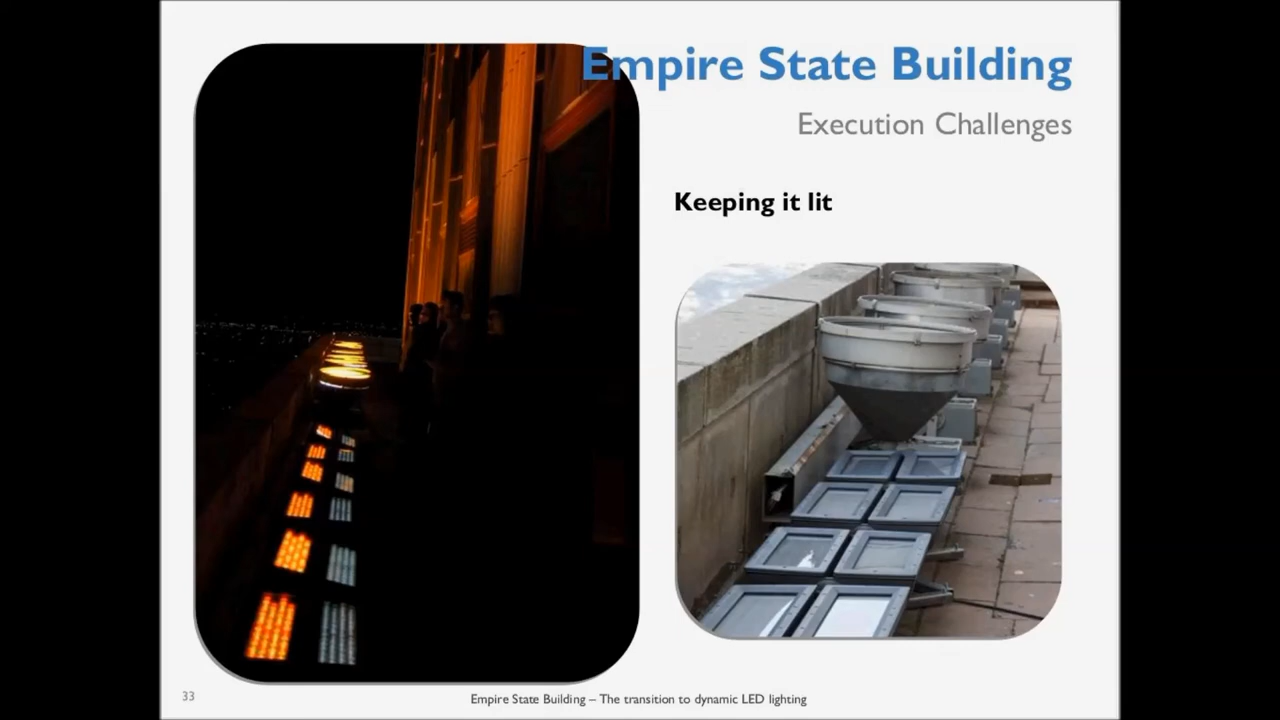 Empire State Building
Execution Challenges
Keeping it lit
33
Empire State Building – The transition to dynamic LED lighting